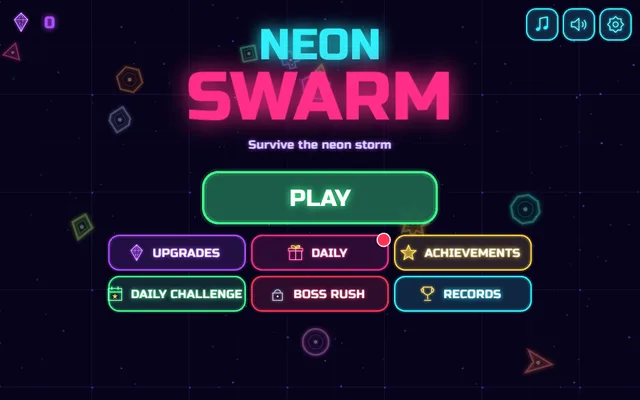 0
NEON
SWARM
Survive the neon storm
PLAY
UPGRADES
DAILY
ACHIEVEMENTS
DAILY CHALLENGE
BOSS RUSH
RECORDS